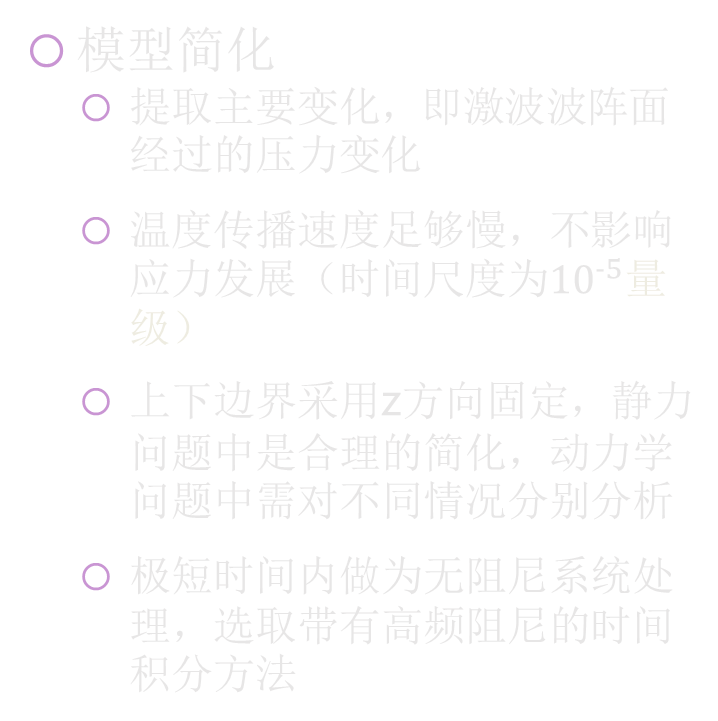 模型简化
提取主要变化，即激波波阵面
经过的压力变化
温度传播速度足够慢，不影响
应力发展（时间尺度为10⁻⁵量
级）
上下边界采用z方向固定，静力
问题中是合理的简化，动力学
问题中需对不同情况分别分析
极短时间内做为无阻尼系统处
理，选取带有高频阻尼的时间
积分方法